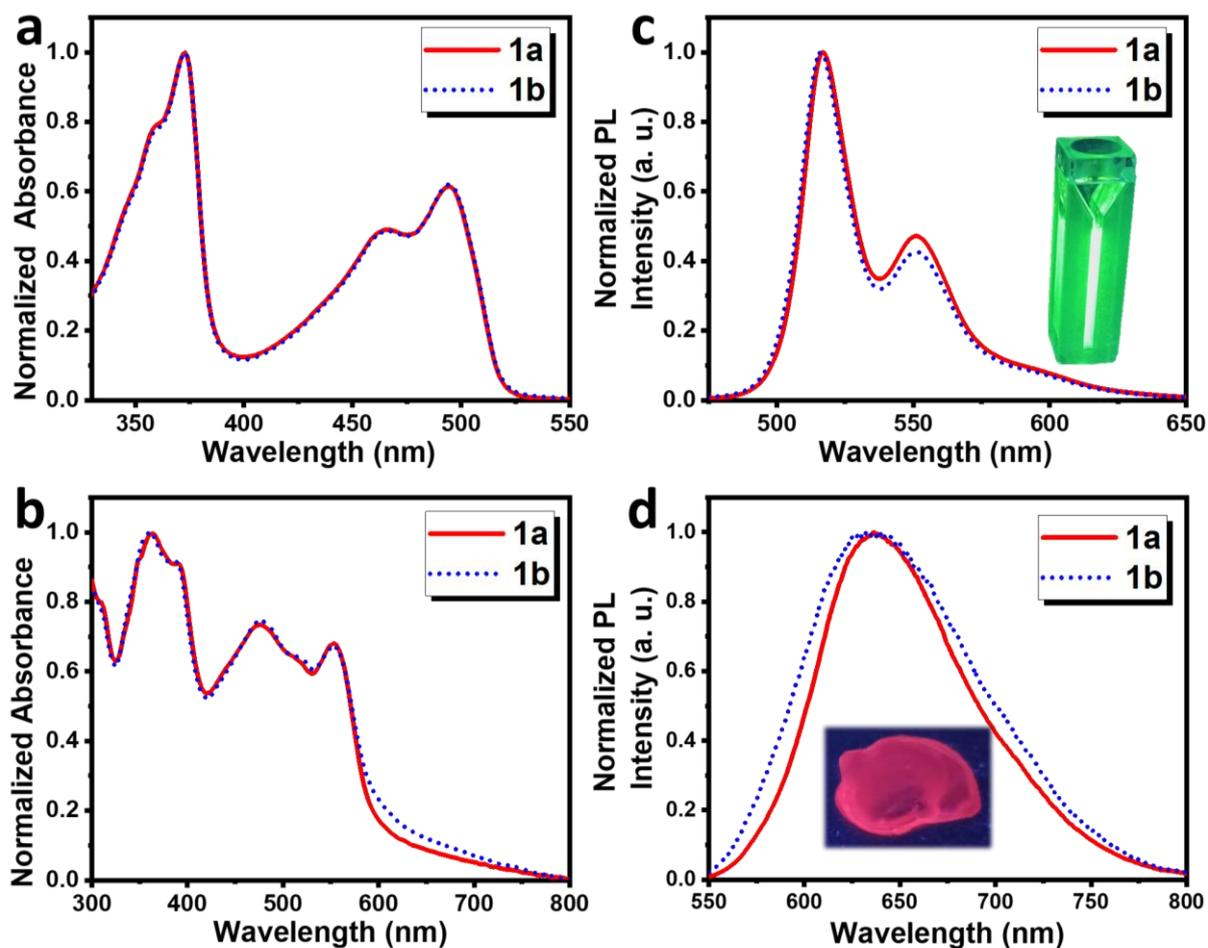 a
1a
1b
Normalized Absorbance
1.0
0.8
0.6
0.4
0.2
0.0
350 400 450 500 550
Wavelength (nm)
c
1a
1b
Normalized PL
Intensity (a. u.)
1.0
0.8
0.6
0.4
0.2
0.0
500 550 600 650
Wavelength (nm)
b
1a
1b
Normalized Absorbance
1.0
0.8
0.6
0.4
0.2
0.0
300 400 500 600 700 800
Wavelength (nm)
d
1a
1b
Normalized PL
Intensity (a. u.)
1.0
0.8
0.6
0.4
0.2
0.0
550 600 650 700 750 800
Wavelength (nm)